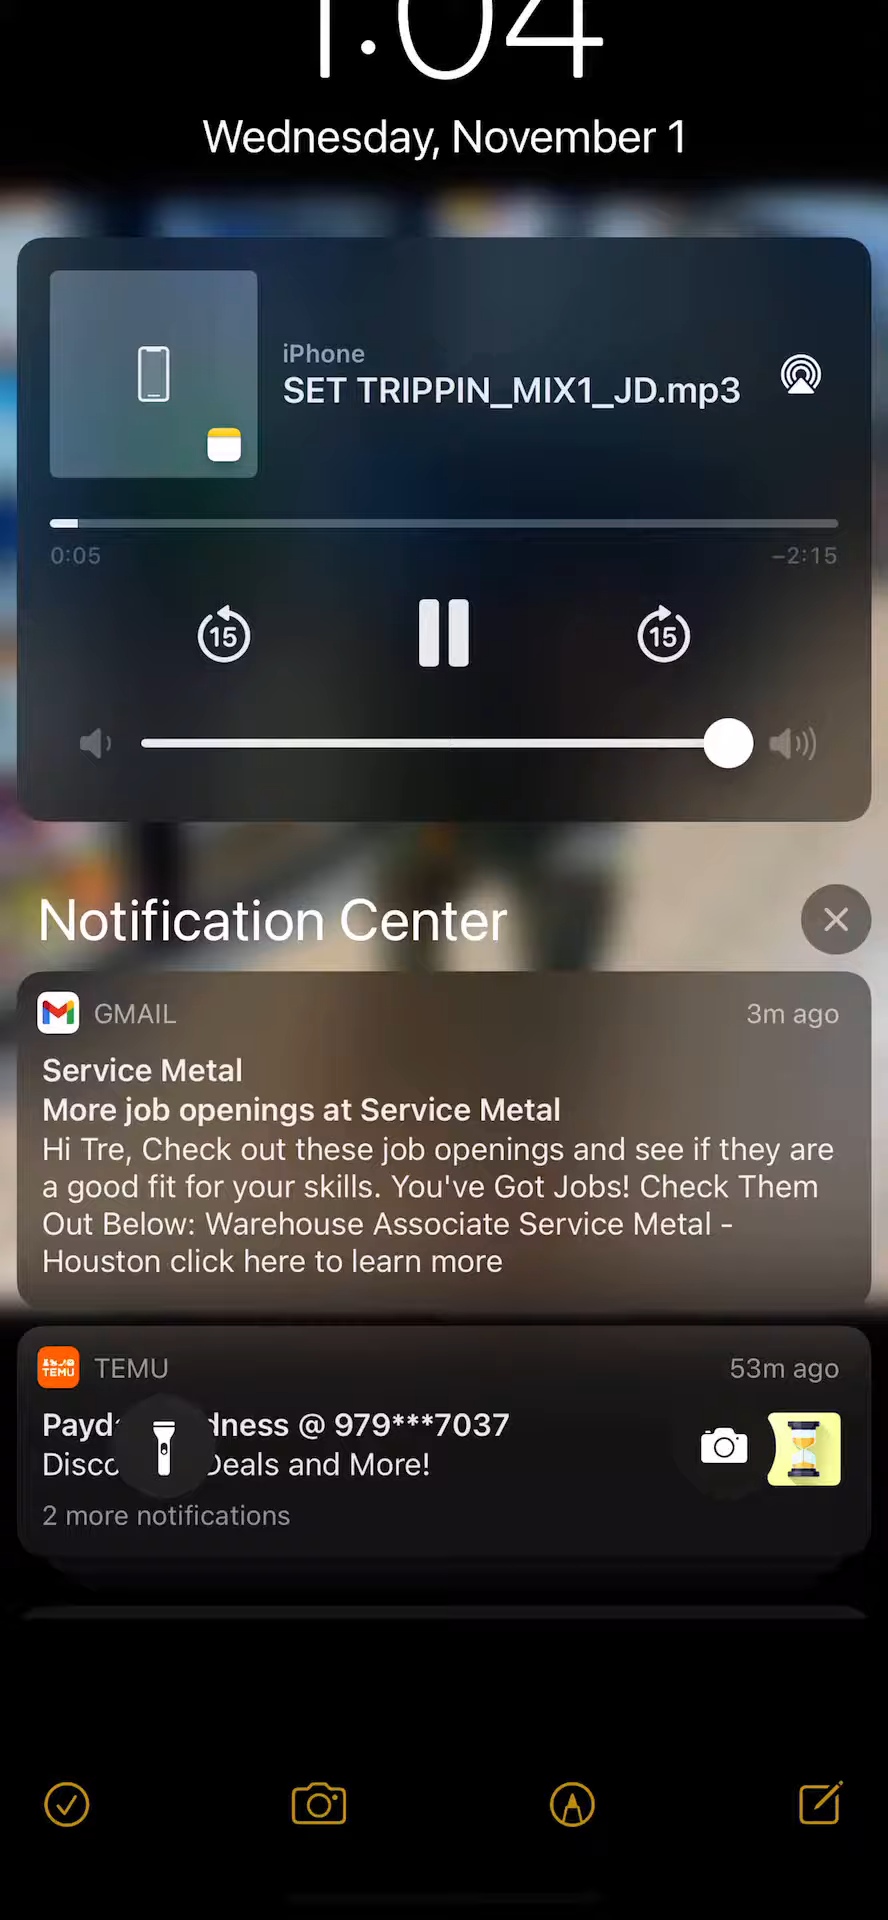 1:04
Wednesday, November 1
iPhone
SET TRIPPIN_MIX1_JD.mp3
0:05
−2:15
15
15
Notification Center
GMAIL
3m ago
Service Metal
More job openings at Service Metal
Hi Tre, Check out these job openings and see if they are
a good fit for your skills. You've Got Jobs! Check Them
Out Below: Warehouse Associate Service Metal -
Houston click here to learn more
TEMU
TEMU
53m ago
@ 979***7037
Deals and More!
2 more notifications